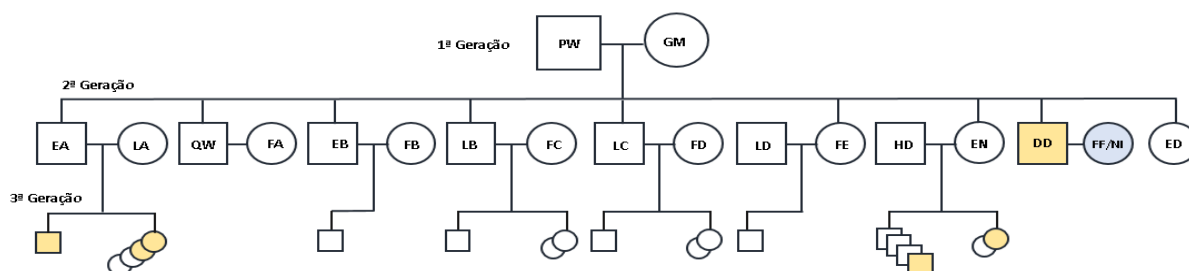 1ª Geração PW GM
2ª Geração
EA LA QW FA EB FB LB FC LC FD LD FE HD EN DD FF/NI ED
3ª Geração